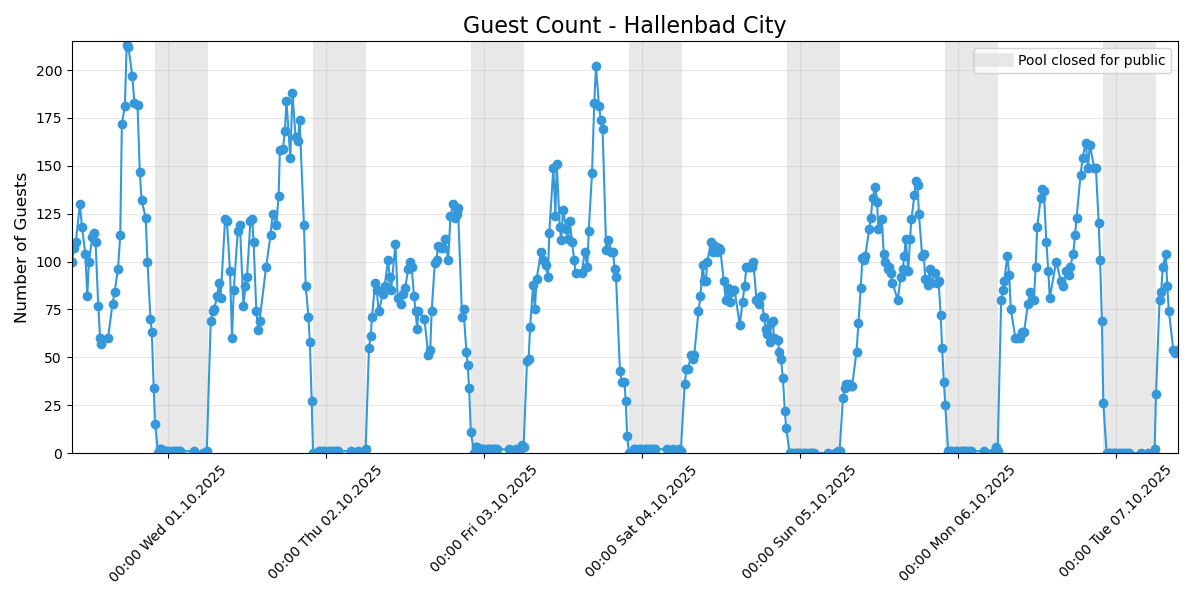 Guest Count - Hallenbad City
Pool closed for public
Number of Guests
200
175
150
125
100
75
50
25
0
00:00 Wed 01.10.2025
00:00 Thu 02.10.2025
00:00 Fri 03.10.2025
00:00 Sat 04.10.2025
00:00 Sun 05.10.2025
00:00 Mon 06.10.2025
00:00 Tue 07.10.2025